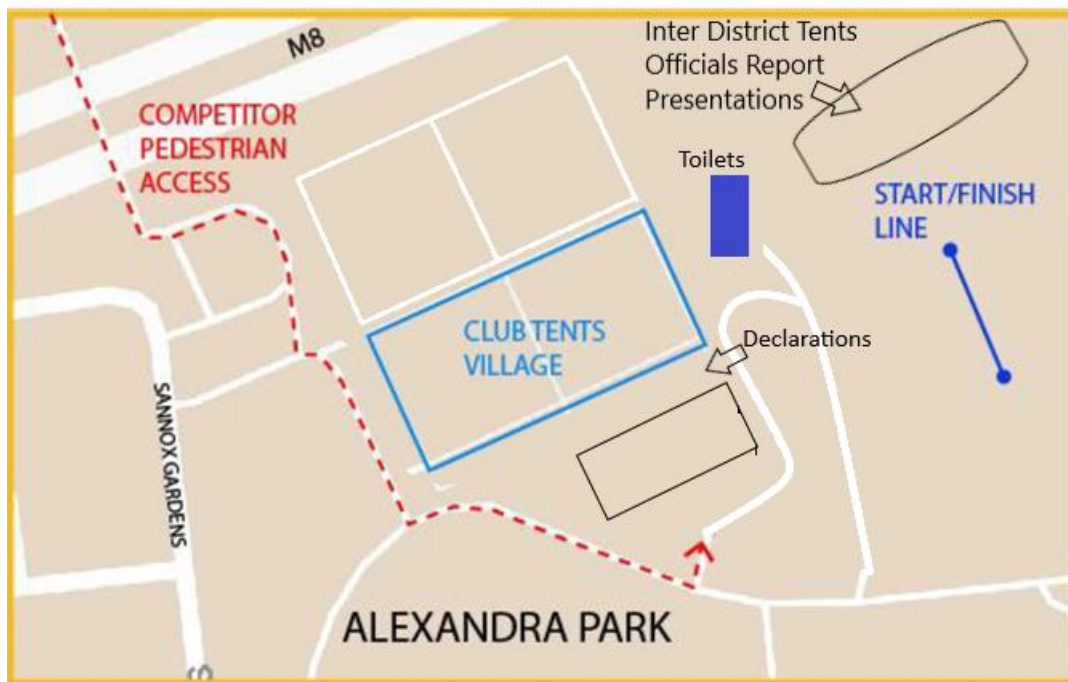 M8
Inter District Tents
Officials Report
Presentations
COMPETITOR
PEDESTRIAN
ACCESS
Toilets
START/FINISH
LINE
CLUB TENTS
VILLAGE
Declarations
SANNOX GARDENS
ALEXANDRA PARK